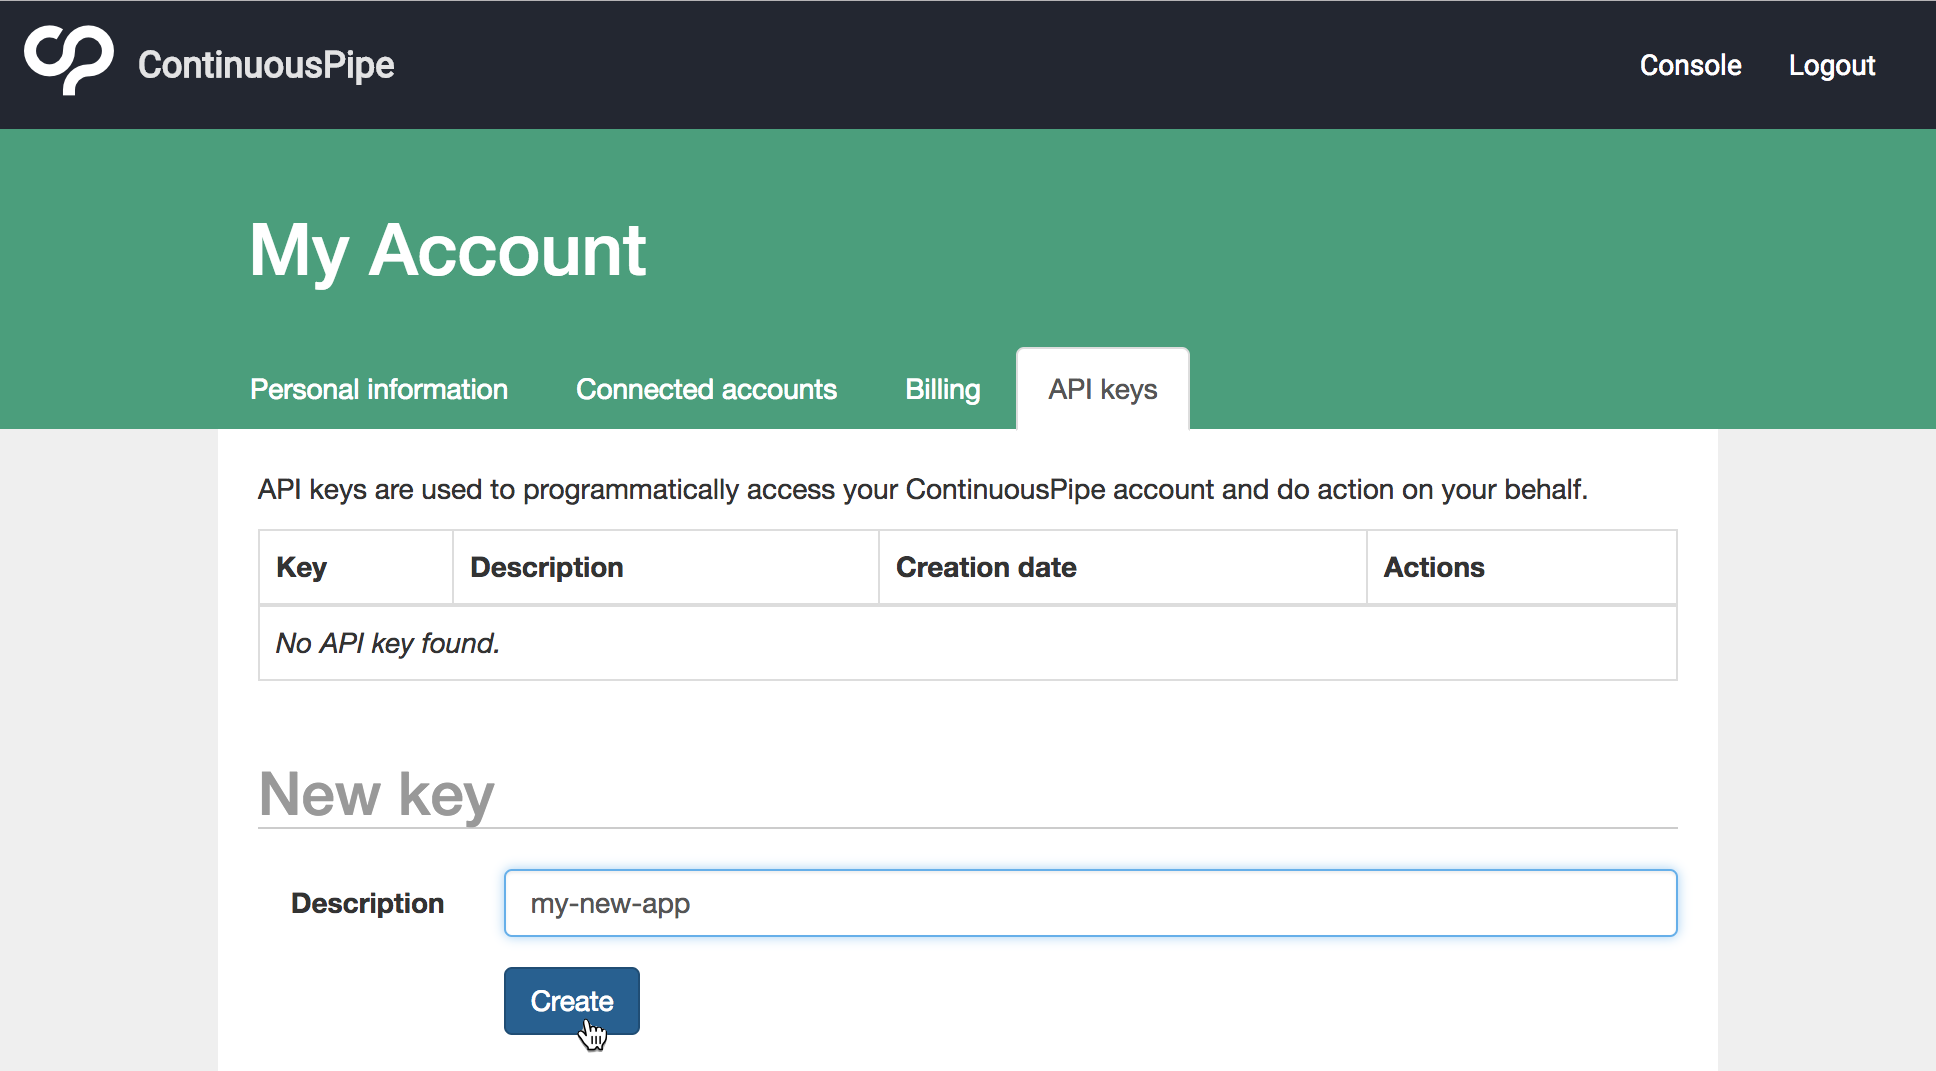 ContinuousPipe
Console Logout
My Account
Personal information Connected accounts Billing API keys
API keys are used to programmatically access your ContinuousPipe account and do action on your behalf.
Key Description Creation date Actions
No API key found.
New key
Description my-new-app
Create